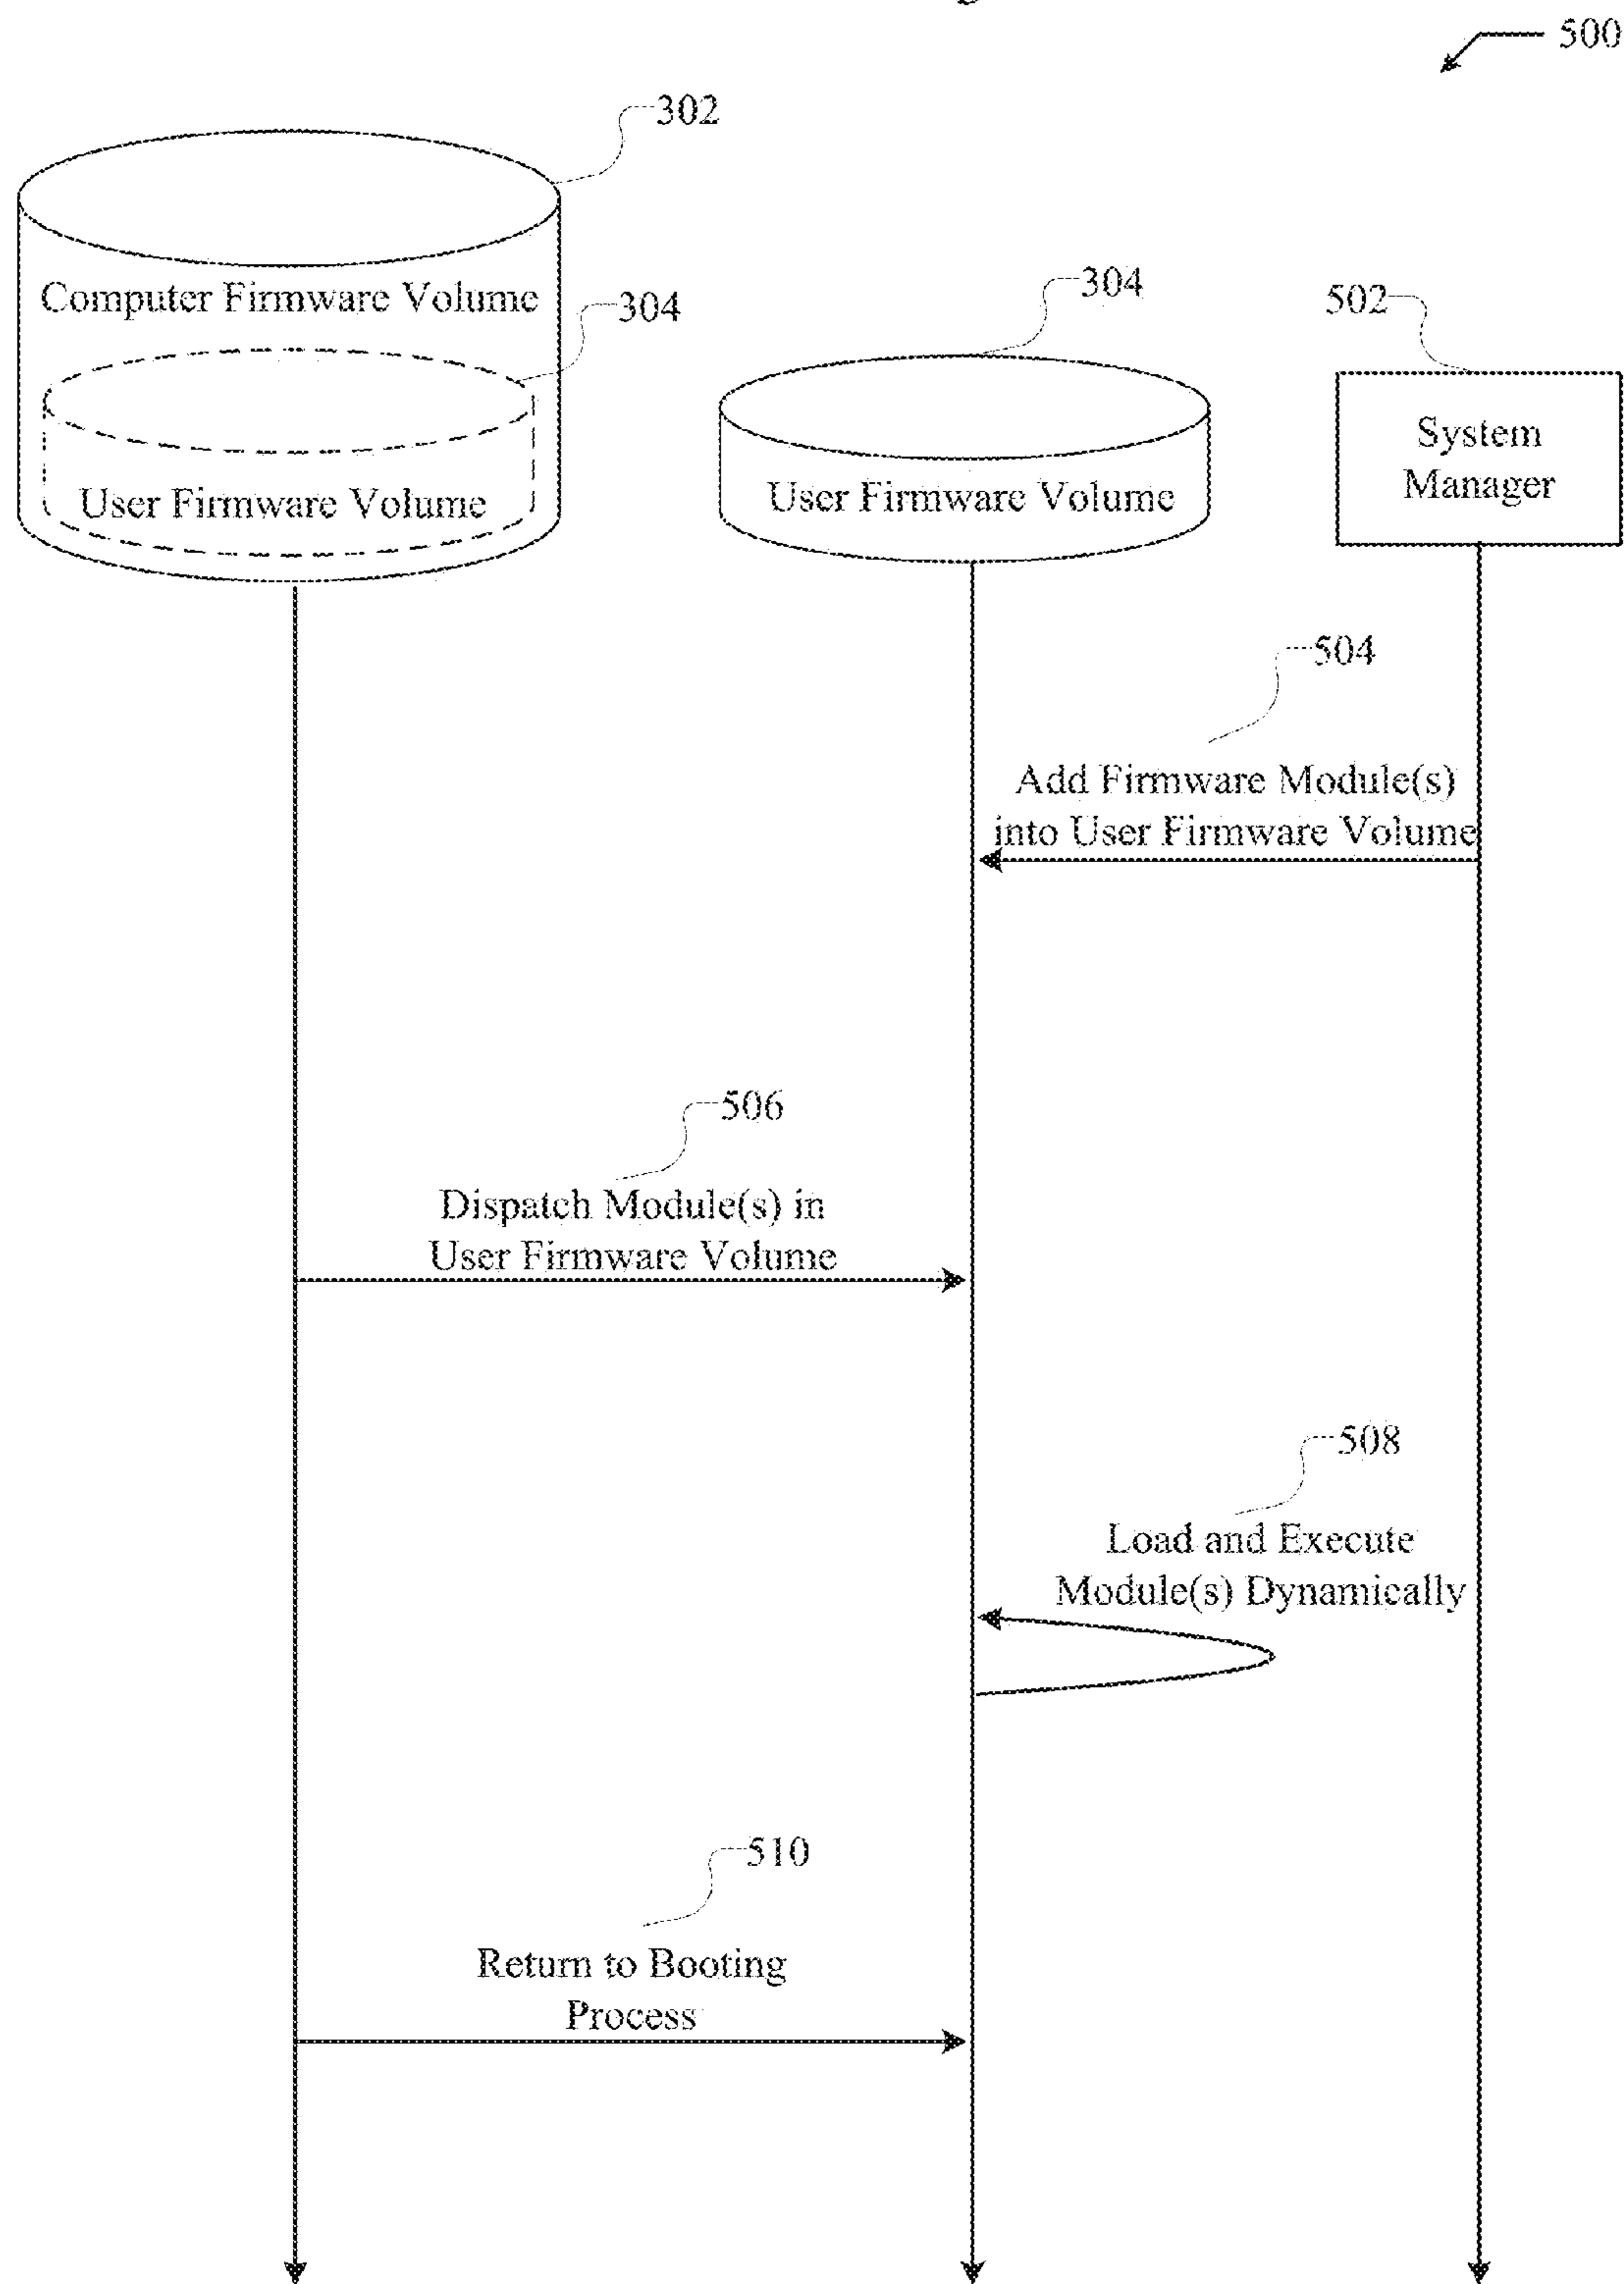 500
302
Computer Firmware Volume
304
User Firmware Volume
304
User Firmware Volume
502
System
Manager
504
Add Firmware Module(s)
into User Firmware Volume
506
Dispatch Module(s) in
User Firmware Volume
508
Load and Execute
Module(s) Dynamically
510
Return to Booting
Process